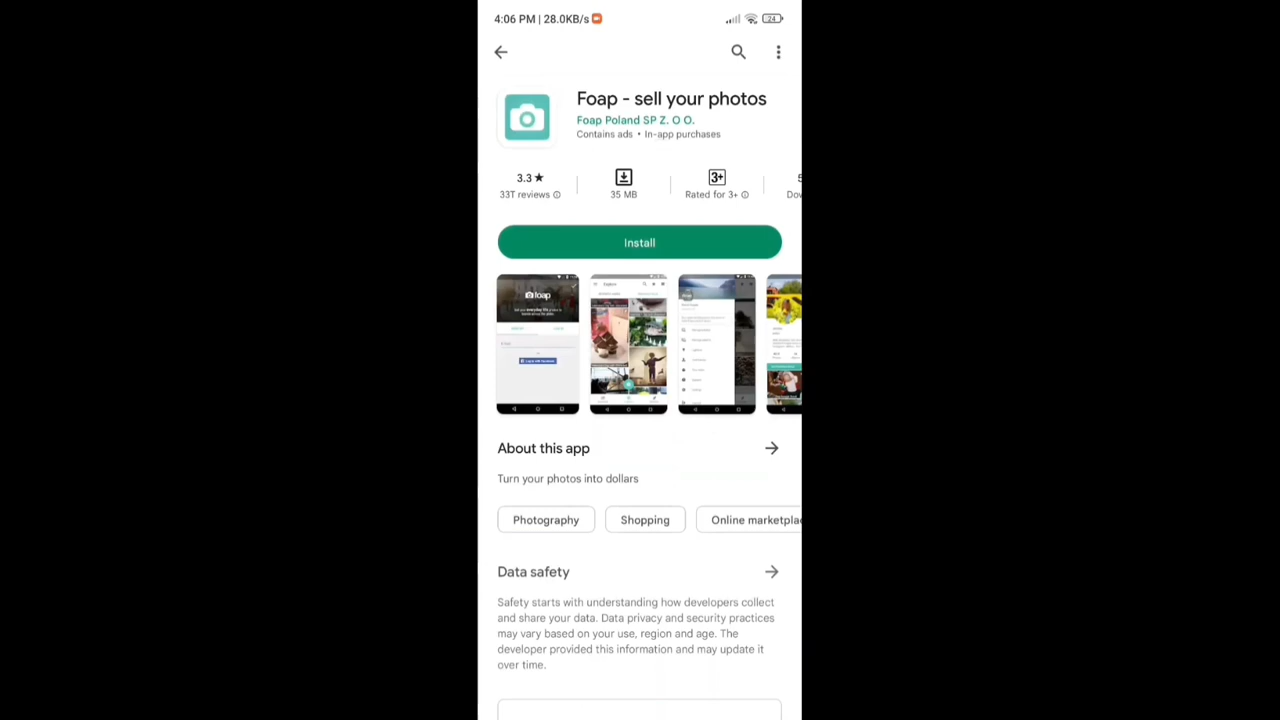 4:06 PM | 28.0KB/s
24
Foap - sell your photos
Foap Poland SP Z. O O.
Contains ads • In-app purchases
3.3 ★
33T reviews
35 MB
3+
Rated for 3+
Install
foap
Explore
About this app
Turn your photos into dollars
Photography
Shopping
Online
Data safety
Safety starts with understanding how developers collect
and share your data. Data privacy and security practices
may vary based on your use, region and age. The
developer provided this information and may update it
over time.